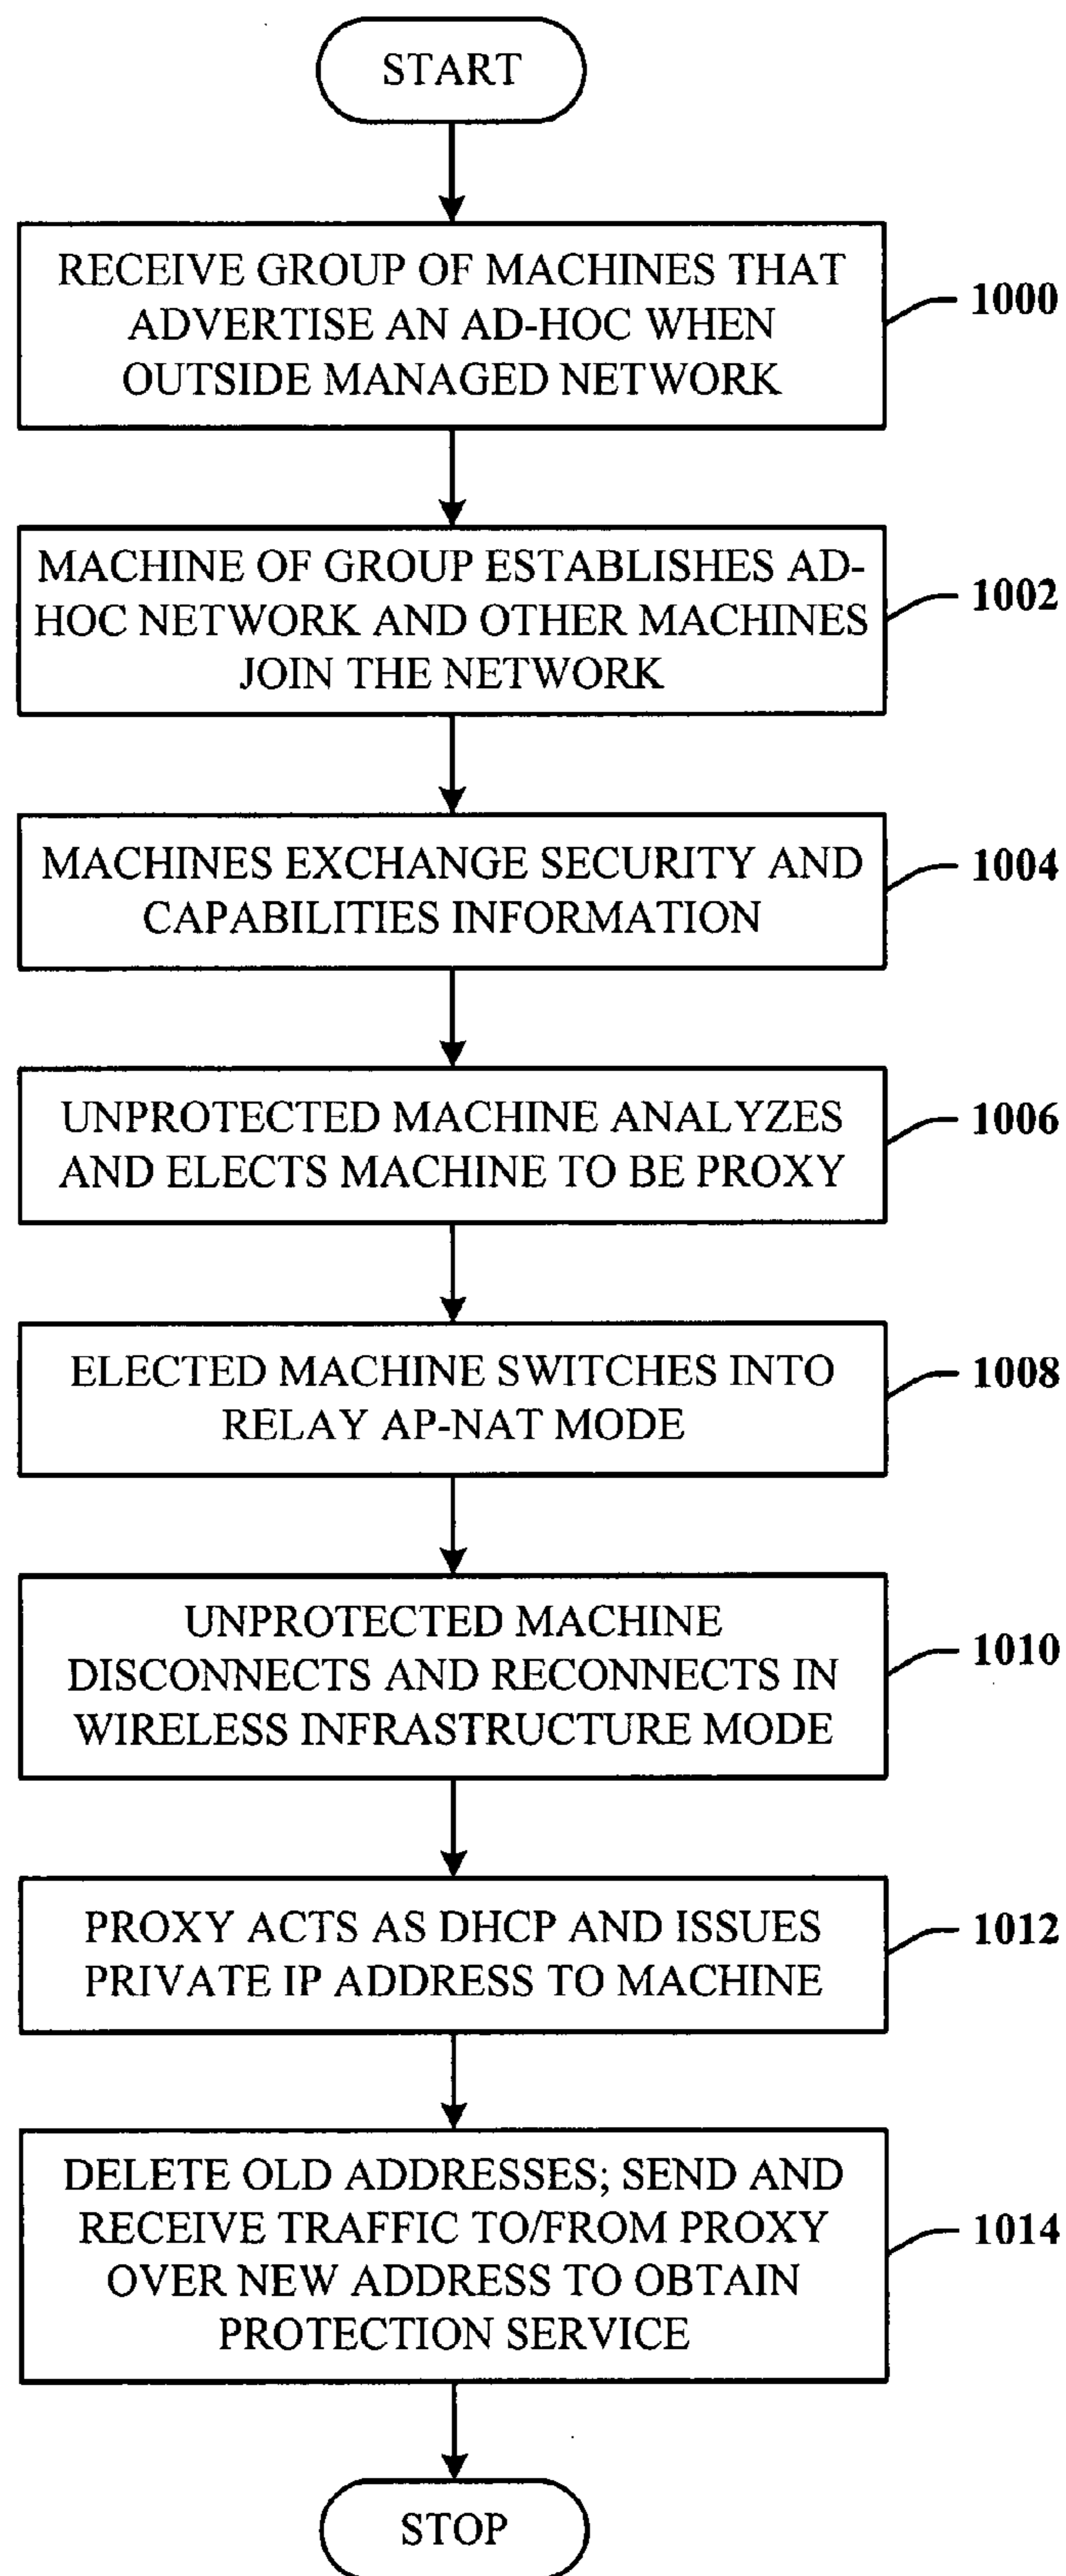 START
RECEIVE GROUP OF MACHINES THAT
ADVERTISE AN AD-HOC WHEN
OUTSIDE MANAGED NETWORK
1000
MACHINE OF GROUP ESTABLISHES AD-
HOC NETWORK AND OTHER MACHINES
JOIN THE NETWORK
1002
MACHINES EXCHANGE SECURITY AND
CAPABILITIES INFORMATION
1004
UNPROTECTED MACHINE ANALYZES
AND ELECTS MACHINE TO BE PROXY
1006
ELECTED MACHINE SWITCHES INTO
RELAY AP-NAT MODE
1008
UNPROTECTED MACHINE
DISCONNECTS AND RECONNECTS IN
WIRELESS INFRASTRUCTURE MODE
1010
PROXY ACTS AS DHCP AND ISSUES
PRIVATE IP ADDRESS TO MACHINE
1012
DELETE OLD ADDRESSES; SEND AND
RECEIVE TRAFFIC TO/FROM PROXY
OVER NEW ADDRESS TO OBTAIN
PROTECTION SERVICE
1014
STOP